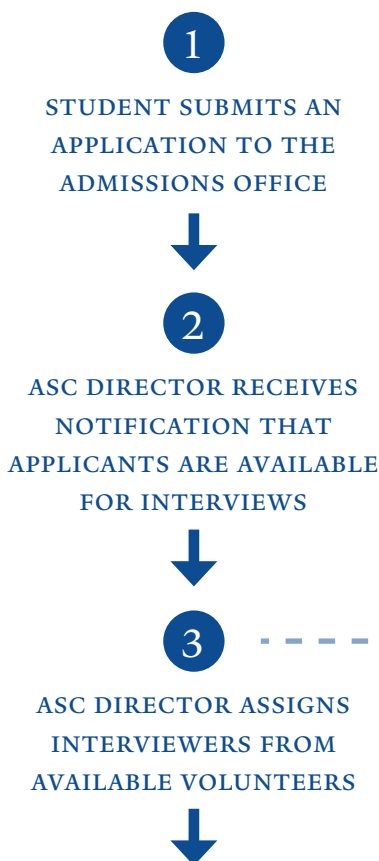 1
STUDENT SUBMITS AN
APPLICATION TO THE
ADMISSIONS OFFICE
2
ASC DIRECTOR RECEIVES
NOTIFICATION THAT
APPLICANTS ARE AVAILABLE
FOR INTERVIEWS
3
ASC DIRECTOR ASSIGNS
INTERVIEWERS FROM
AVAILABLE VOLUNTEERS